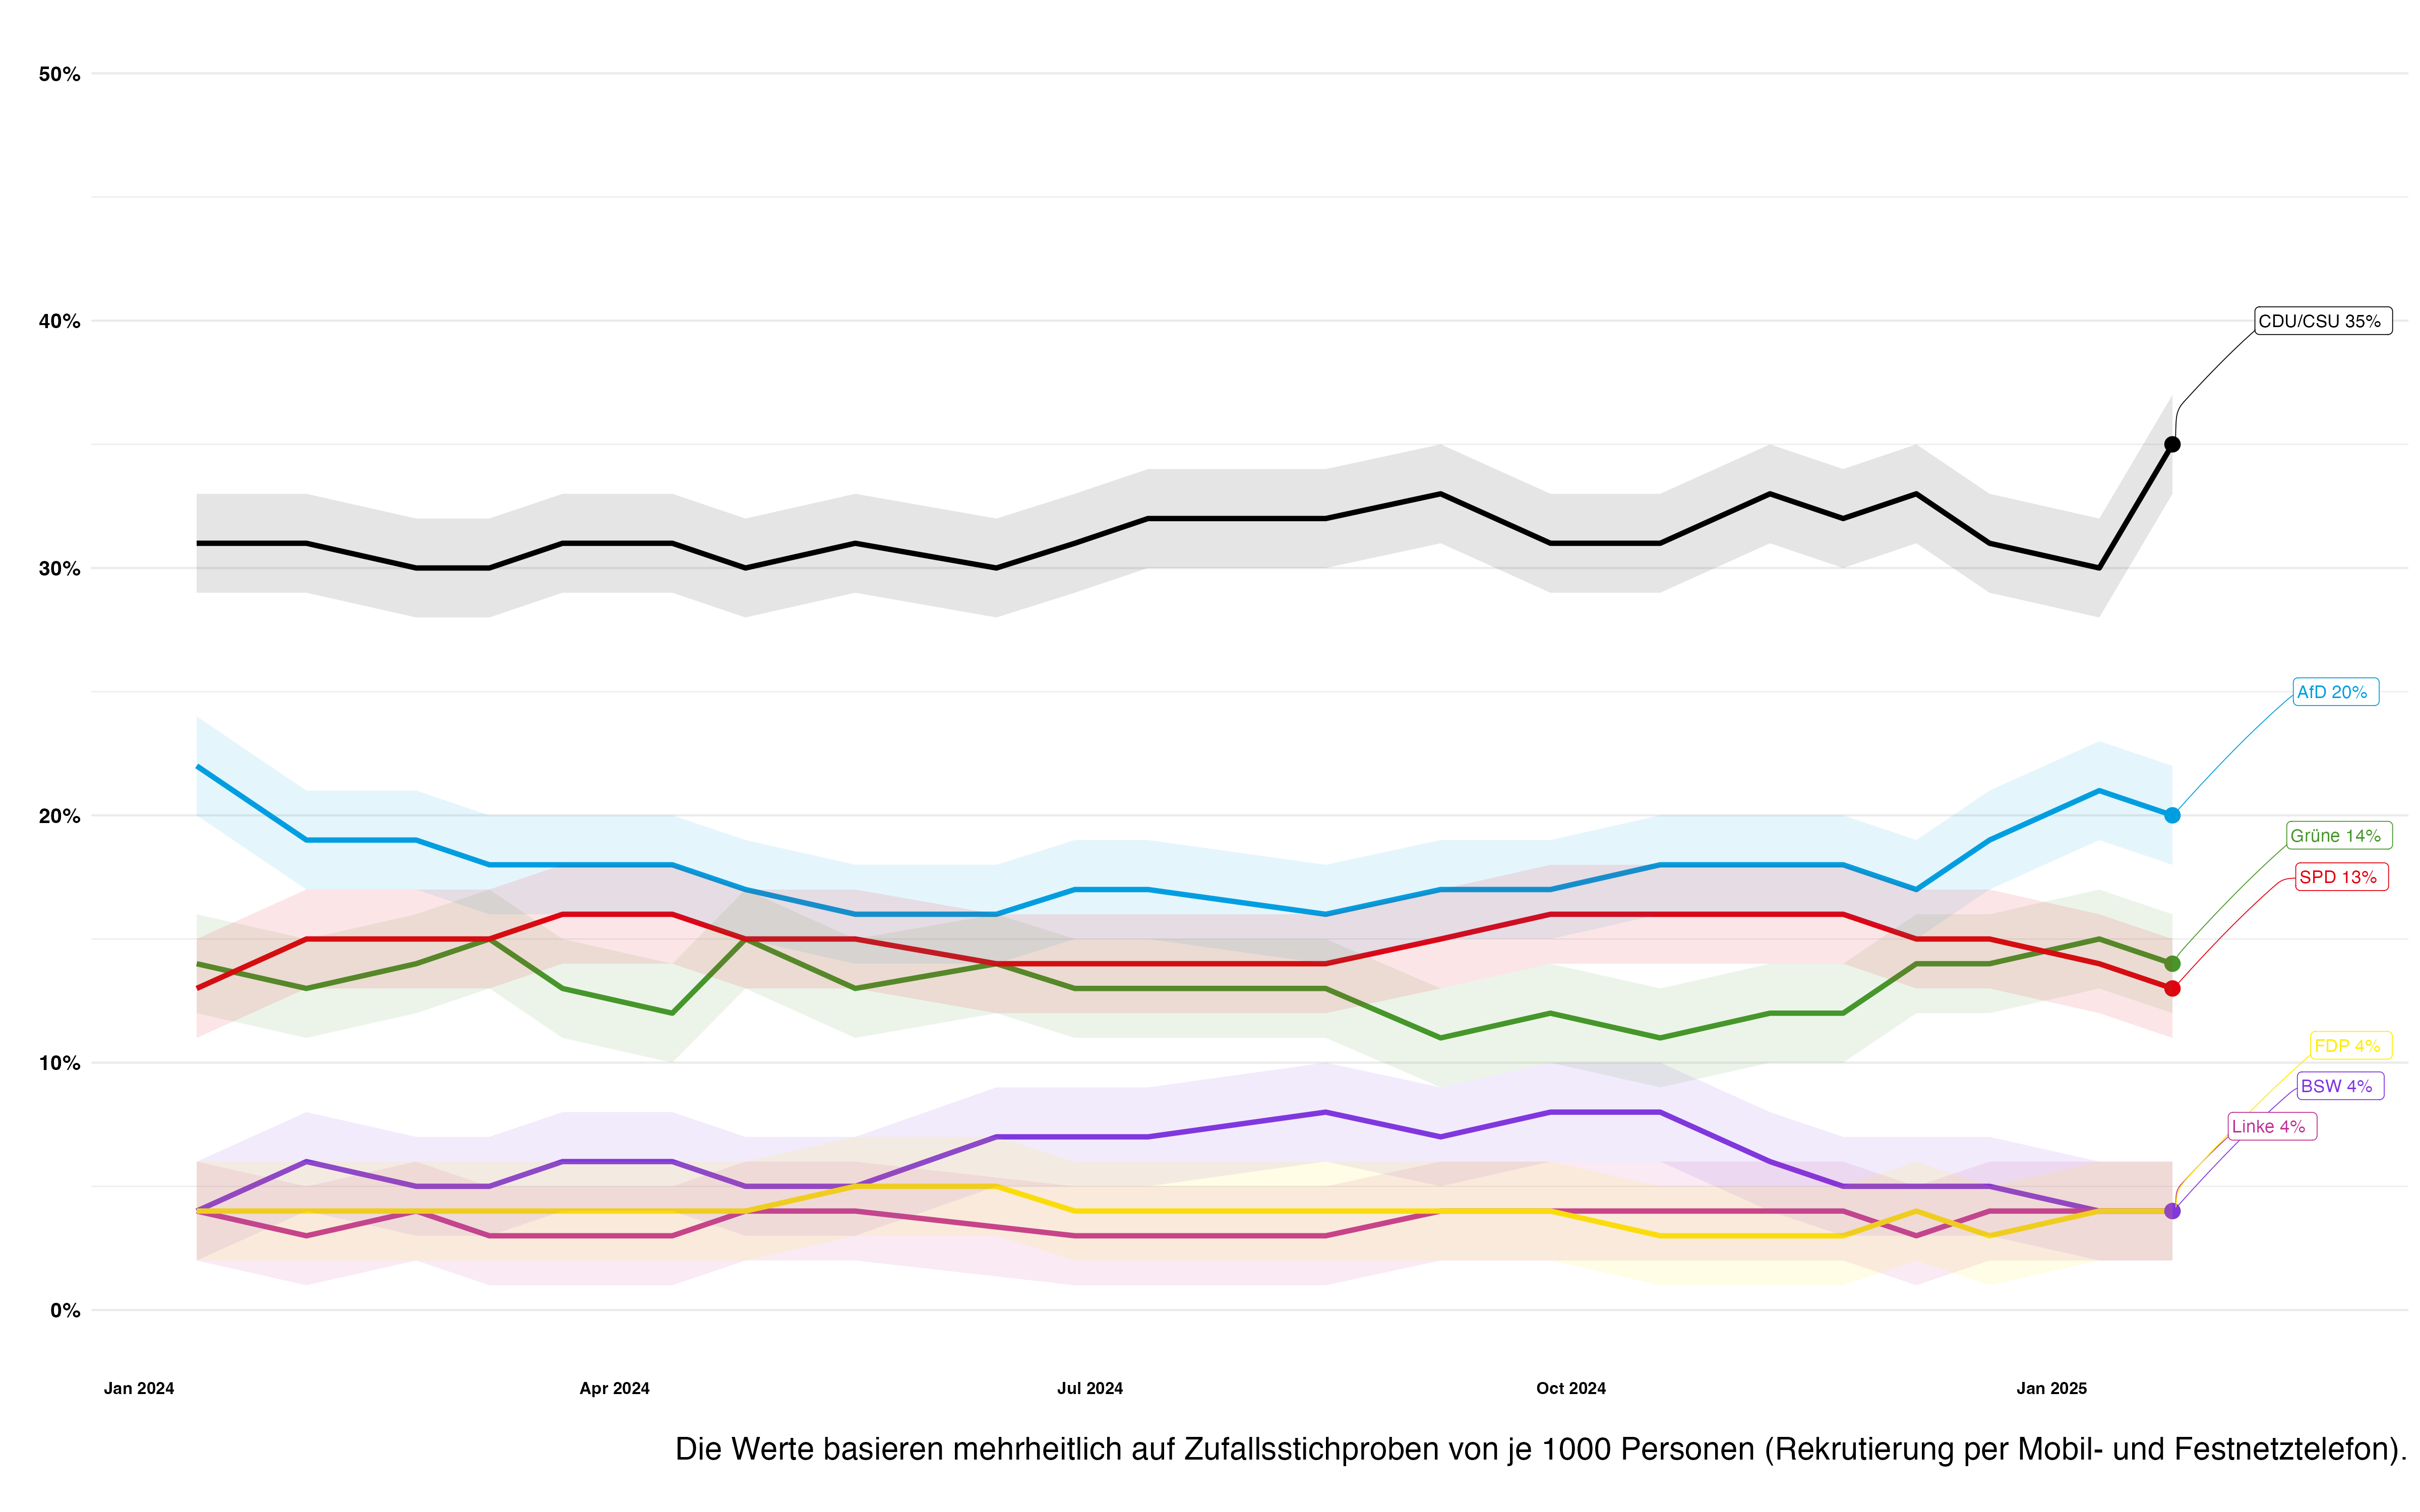 50%
40%
CDU/CSU 35%
30%
AfD 20%
20%
Grüne 14%
SPD 13%
10%
FDP 4%
BSW 4%
Linke 4%
0%
Jan 2024 Apr 2024 Jul 2024 Oct 2024 Jan 2025
Die Werte basieren mehrheitlich auf Zufallsstichproben von je 1000 Personen (Rekrutierung per Mobil- und Festnetztelefon).